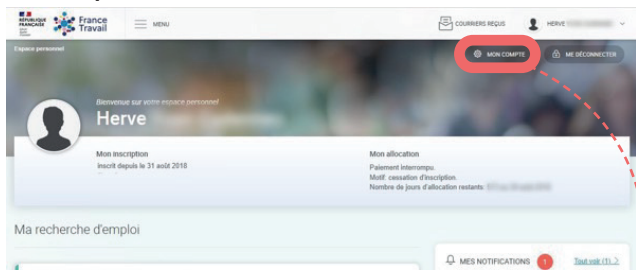 RÉPUBLIQUE
FRANÇAISE
France
Travail
MENU
COURRIERS REÇUS
HERVE
Espace personnel
MON COMPTE
ME DÉCONNECTER
Bienvenue sur votre espace personnel
Herve
Mon inscription
Inscrit depuis le 31 août 2018
Mon allocation
Paiement interrompu.
Motif: cessation d'inscription.
Nombre de jours d'allocation restants:
Ma recherche d'emploi
MES NOTIFICATIONS 1
Tout voir (1)